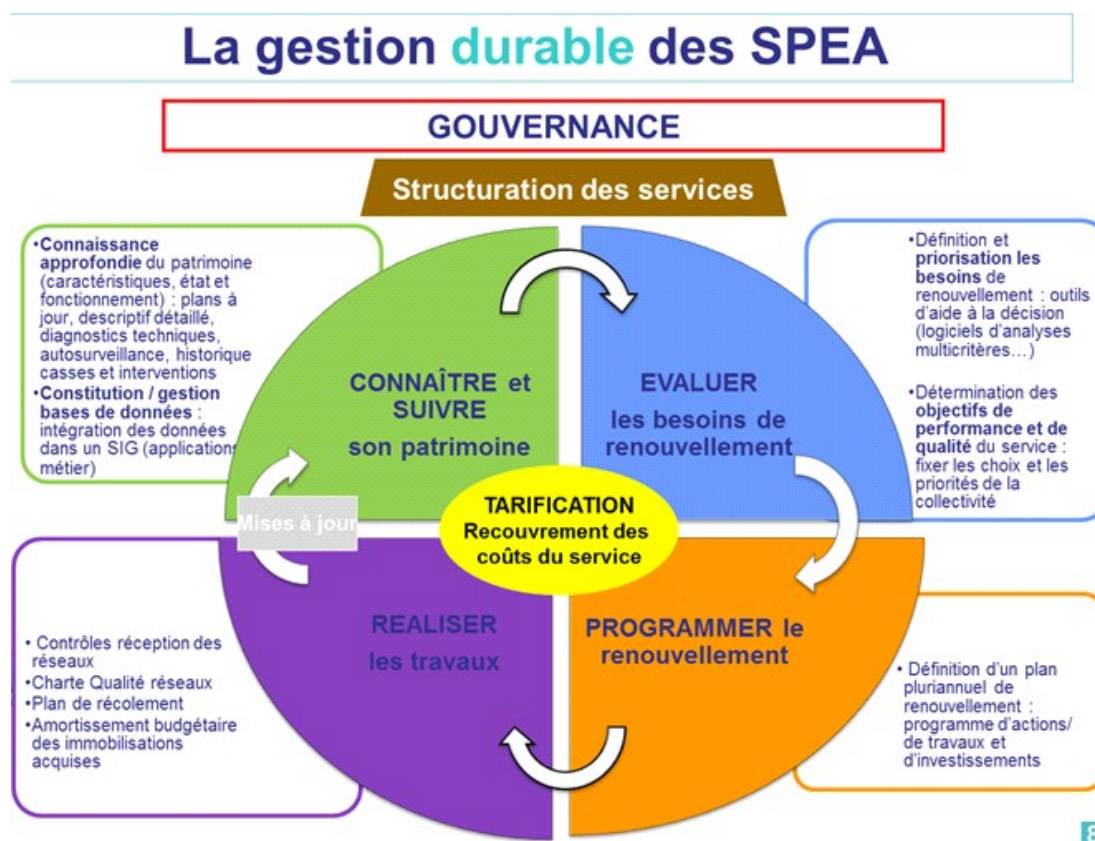 La gestion durable des SPEA
GOUVERNANCE
Structuration des services
•Connaissance
approfondie du patrimoine
(caractéristiques, état et
fonctionnement) : plans à
jour, descriptif détaillé,
diagnostics techniques,
autosurveillance, historique
casses et interventions
•Constitution / gestion
bases de données :
intégration des données
dans un SIG (applications
métier)
CONNAÎTRE et
SUIVRE
son patrimoine
EVALUER
les besoins de
renouvellement
•Définition et
priorisation les
besoins de
renouvellement : outils
d'aide à la décision
(logiciels d'analyses
multicritères…)
•Détermination des
objectifs de
performance et de
qualité du service :
fixer les choix et les
priorités de la
collectivité
TARIFICATION
Recouvrement des
coûts du service
Mises à jour
• Contrôles réception des
réseaux
• Charte Qualité réseaux
• Plan de récolement
• Amortissement budgétaire
des immobilisations
acquises
REALISER
les travaux
PROGRAMMER le
renouvellement
• Définition d'un plan
pluriannuel de
renouvellement :
programme d'actions/
de travaux et
d'investissements